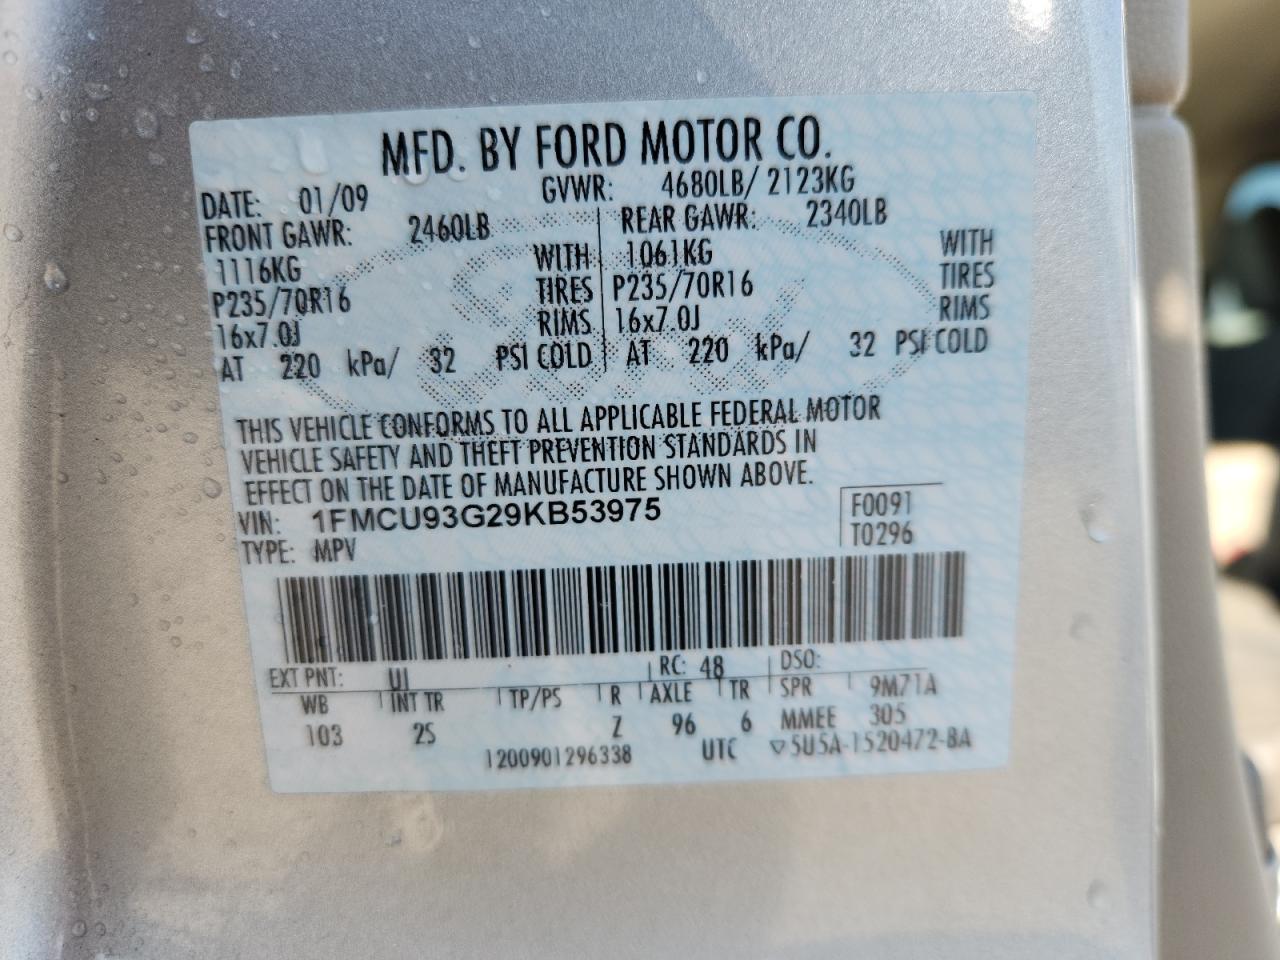 MFD. BY FORD MOTOR CO.
DATE: 01/09 GVWR: 4680LB/ 2123KG
FRONT GAWR: 2460LB REAR GAWR: 2340LB
1116KG WITH 1061KG WITH
P235/70R16 TIRES P235/70R16 TIRES
16x7.0J RIMS 16x7.0J RIMS
AT 220 kPa/ 32 PSI COLD AT 220 kPa/ 32 PSI COLD
THIS VEHICLE CONFORMS TO ALL APPLICABLE FEDERAL MOTOR
VEHICLE SAFETY AND THEFT PREVENTION STANDARDS IN
EFFECT ON THE DATE OF MANUFACTURE SHOWN ABOVE.
VIN: 1FMCU93G29KB53975 F0091
TYPE: MPV T0296
EXT PNT: UJ RC: 48 DSO:
WB INT TR TP/PS R AXLE TR SPR 9M71A
103 2S Z 96 6 MMEE 305
1200901296338 UTC ▽5U5A-1520472-BA